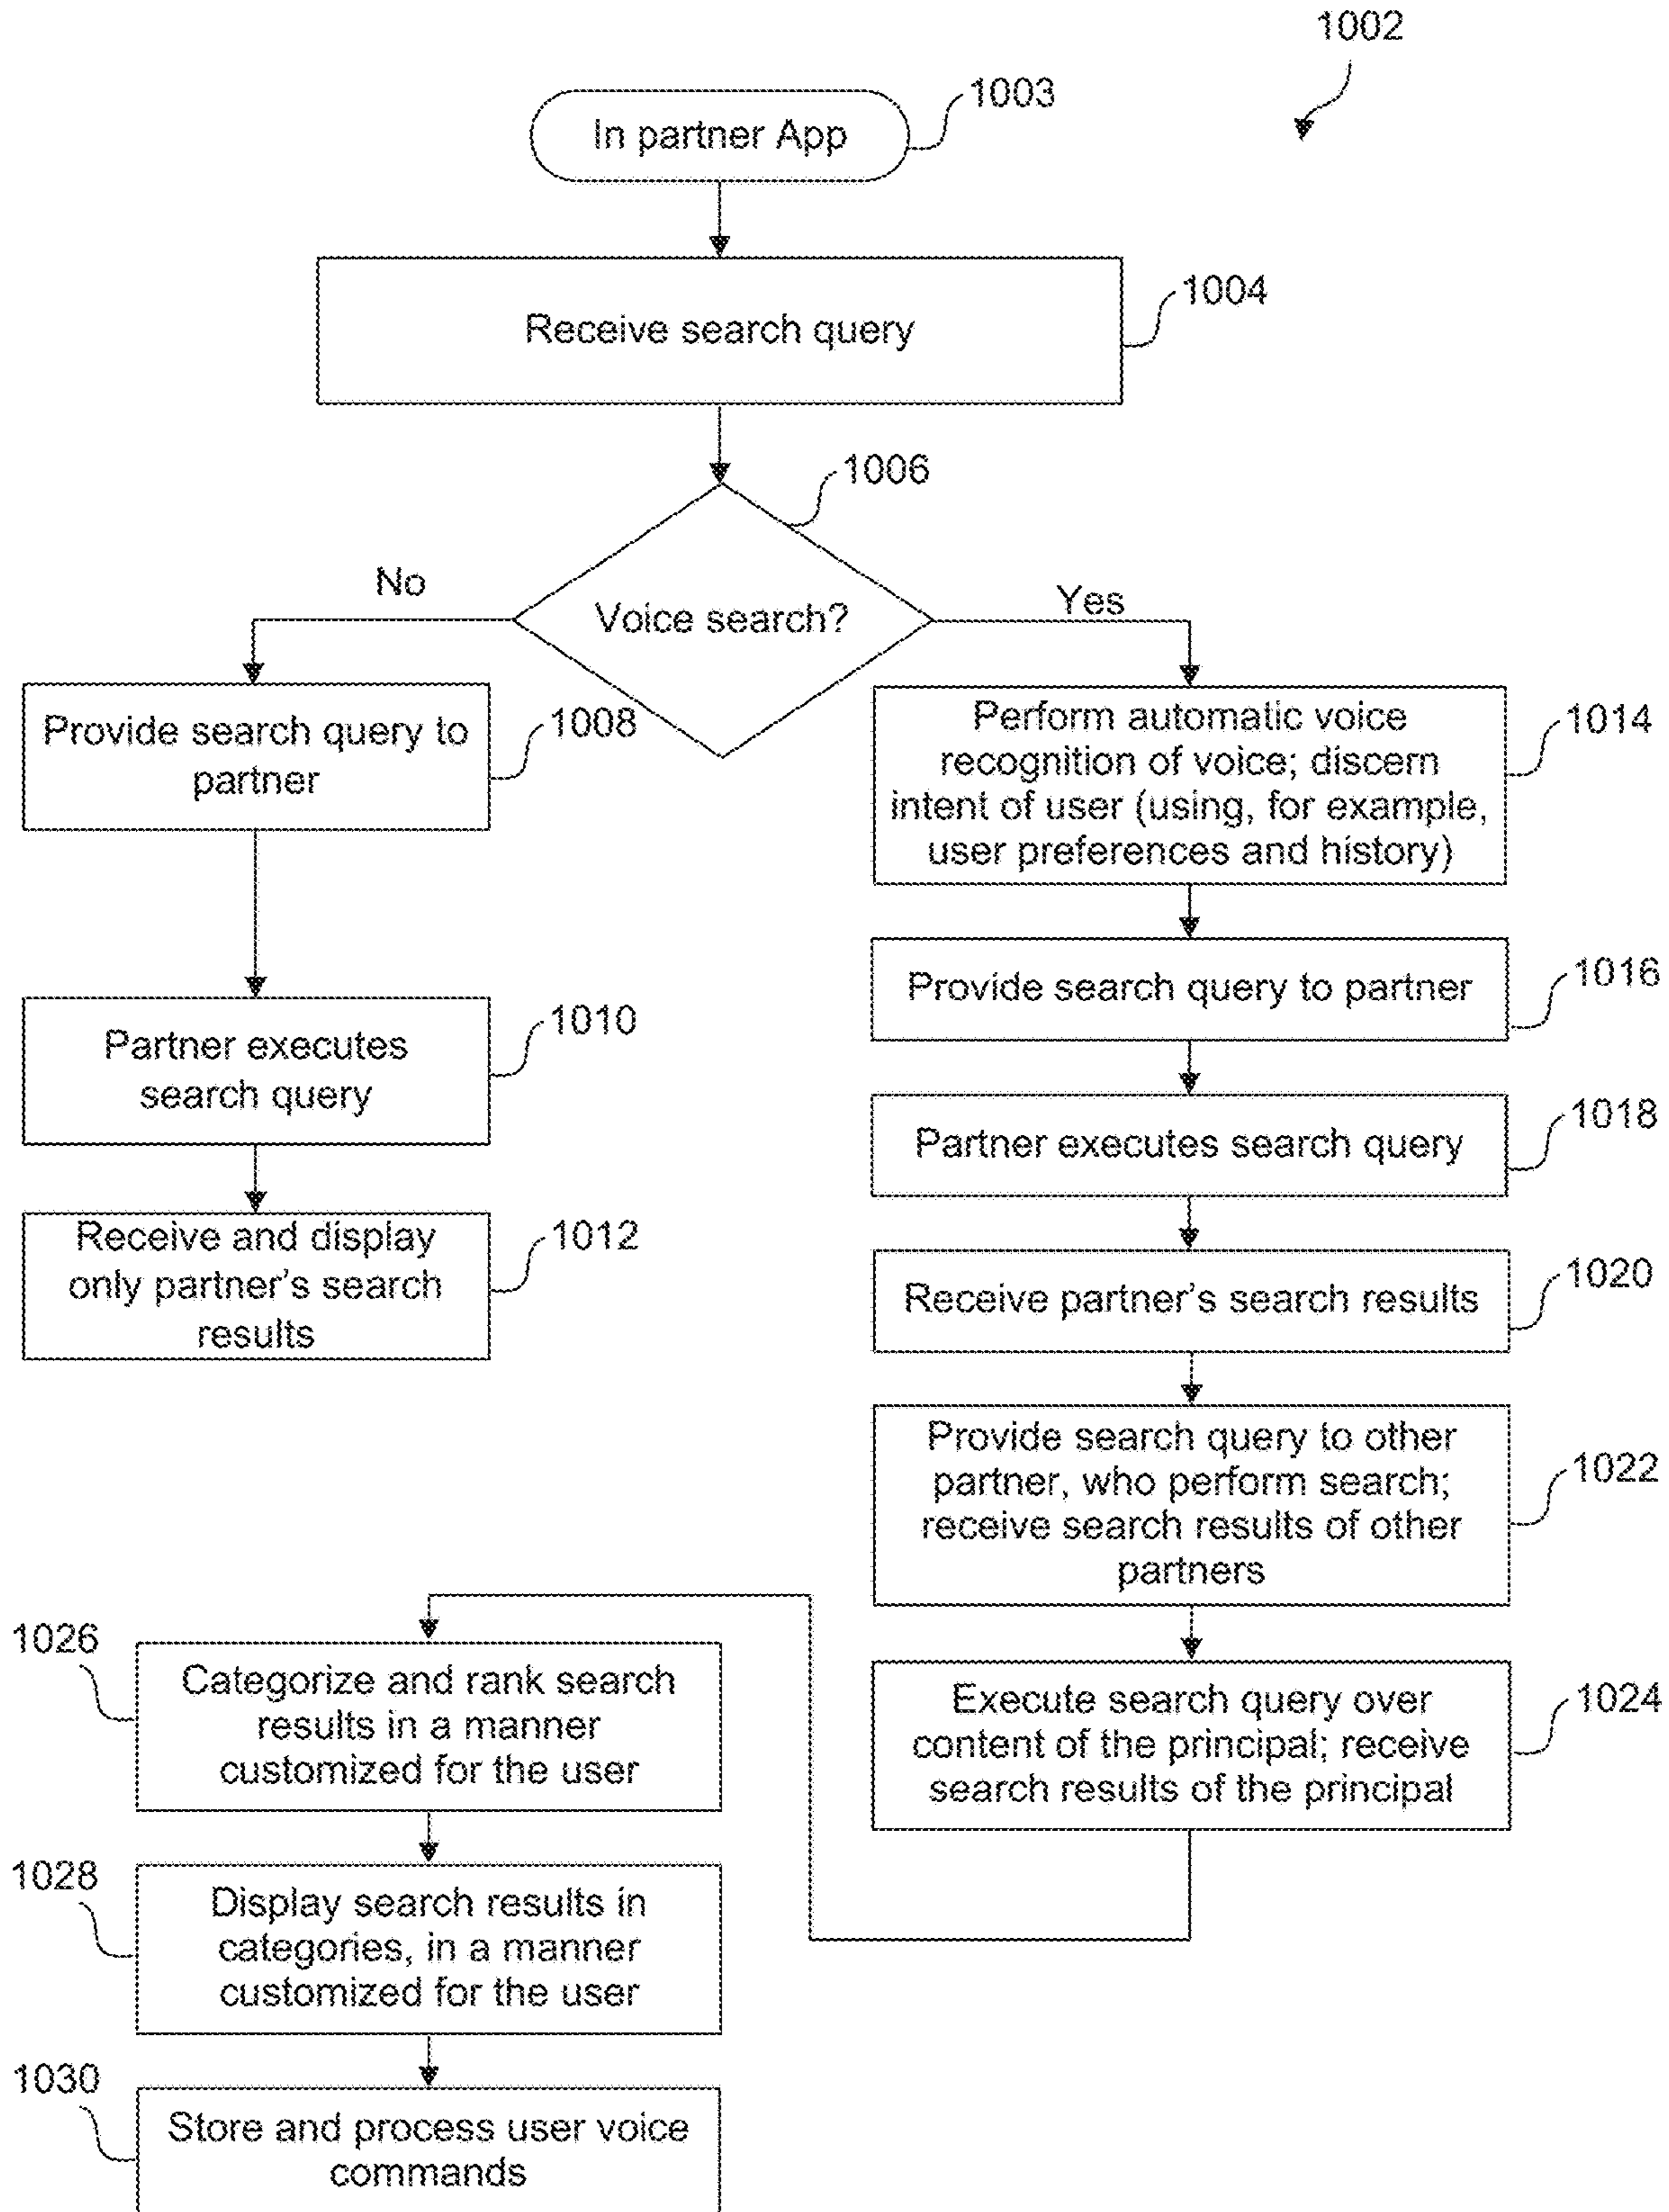 1002
In partner App
1003
Receive search query
1004
Voice search?
1006
No
Yes
Provide search query to
partner
1008
Partner executes
search query
1010
Receive and display
only partner's search
results
1012
Perform automatic voice
recognition of voice; discern
intent of user (using, for example,
user preferences and history)
1014
Provide search query to partner
1016
Partner executes search query
1018
Receive partner's search results
1020
Provide search query to other
partner, who perform search;
receive search results of other
partners
1022
Execute search query over
content of the principal; receive
search results of the principal
1024
1026
Categorize and rank search
results in a manner
customized for the user
1028
Display search results in
categories, in a manner
customized for the user
1030
Store and process user voice
commands